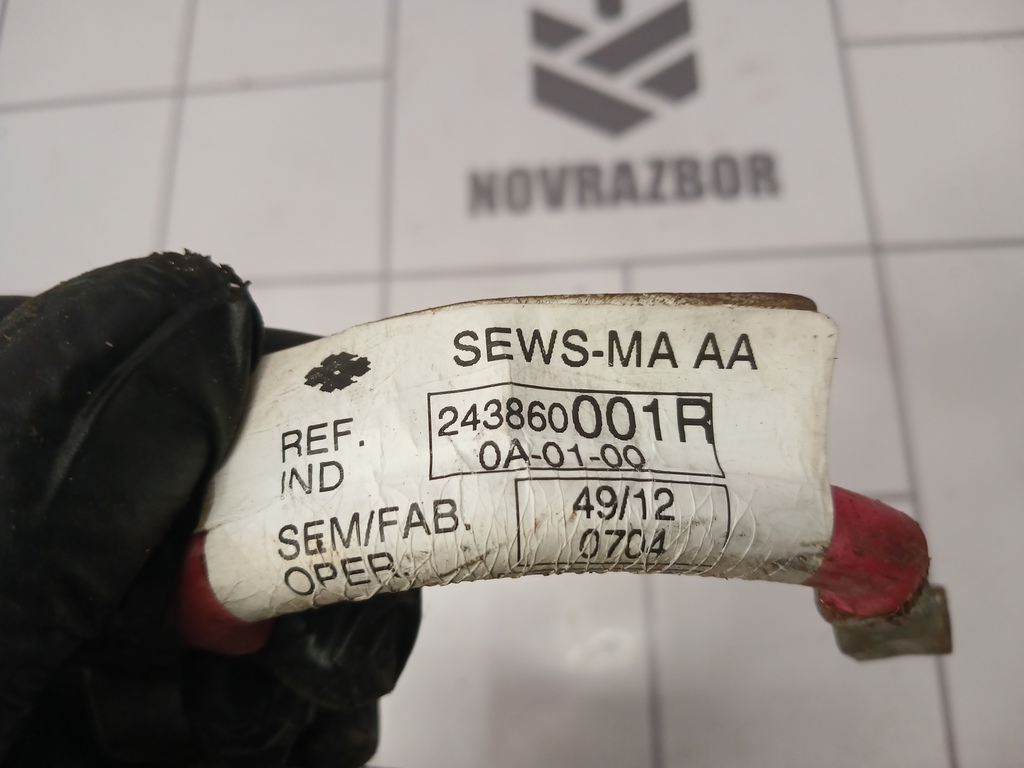 NOVRAZBOR
SEWS-MA AA
REF. 243860001R
IND 0A-01-00
SEM/FAB. 49/12
OPER. 0704